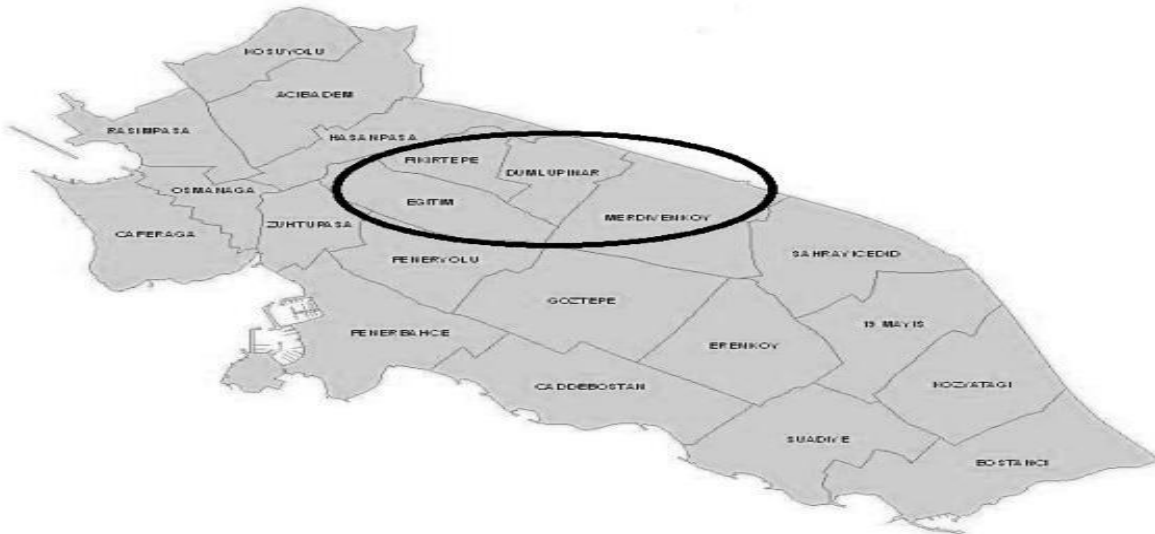 KOSUYOLU
ACIBADEM
RASIMPASA
HASANPASA
FIKIRTEPE
DUMLUPINAR
OSMANAGA
EGITIM
MERDIVENKOY
CAFERAGA
ZUHTUPASA
FENERYOLU
SAHRAYICEDID
GOZTEPE
19 MAYIS
FENERBAHCE
ERENKOY
CADDEBOSTAN
KOZYATAGI
SUADIYE
BOSTANCI